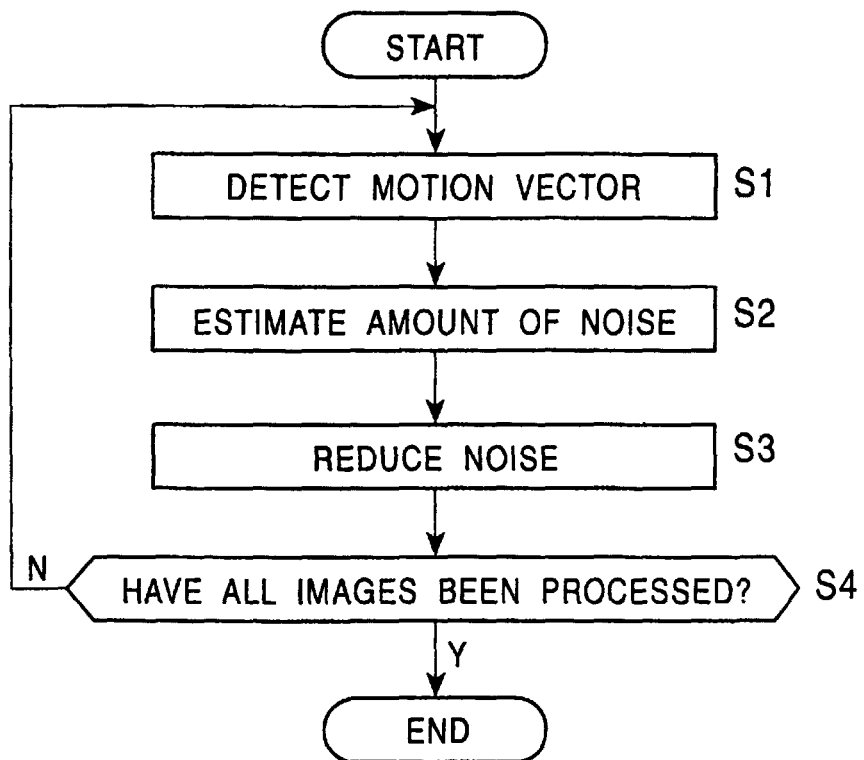 START
DETECT MOTION VECTOR S1
ESTIMATE AMOUNT OF NOISE S2
REDUCE NOISE S3
N
HAVE ALL IMAGES BEEN PROCESSED? S4
Y
END